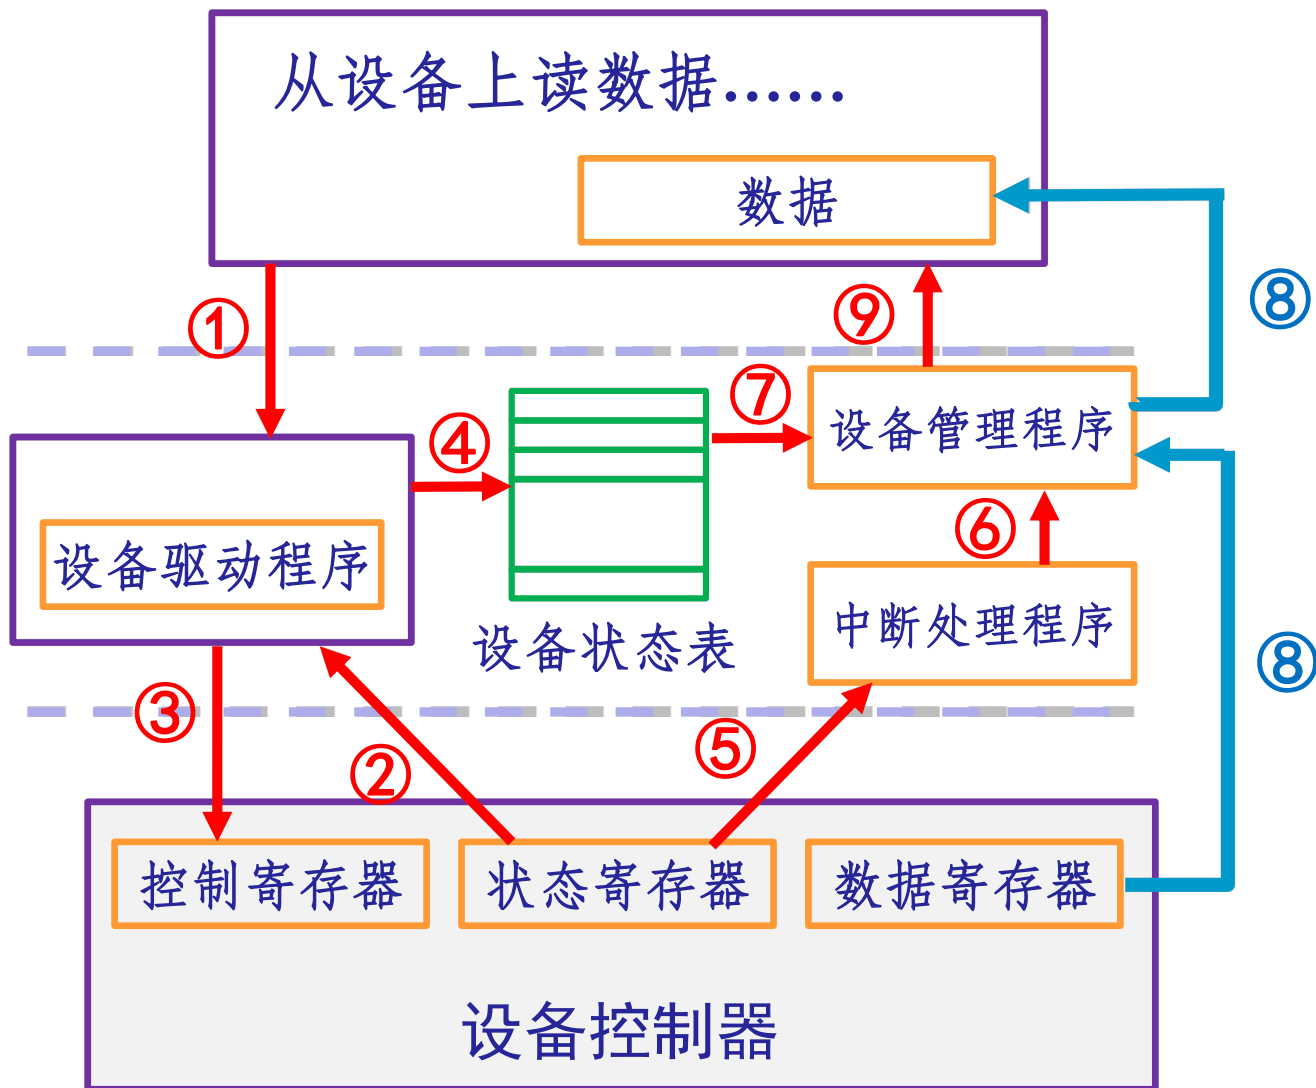 从设备上读数据……
数据
①
⑧
⑨
⑦
④
设备管理程序
⑥
设备驱动程序
中断处理程序
设备状态表
⑧
③
②
⑤
控制寄存器
状态寄存器
数据寄存器
设备控制器